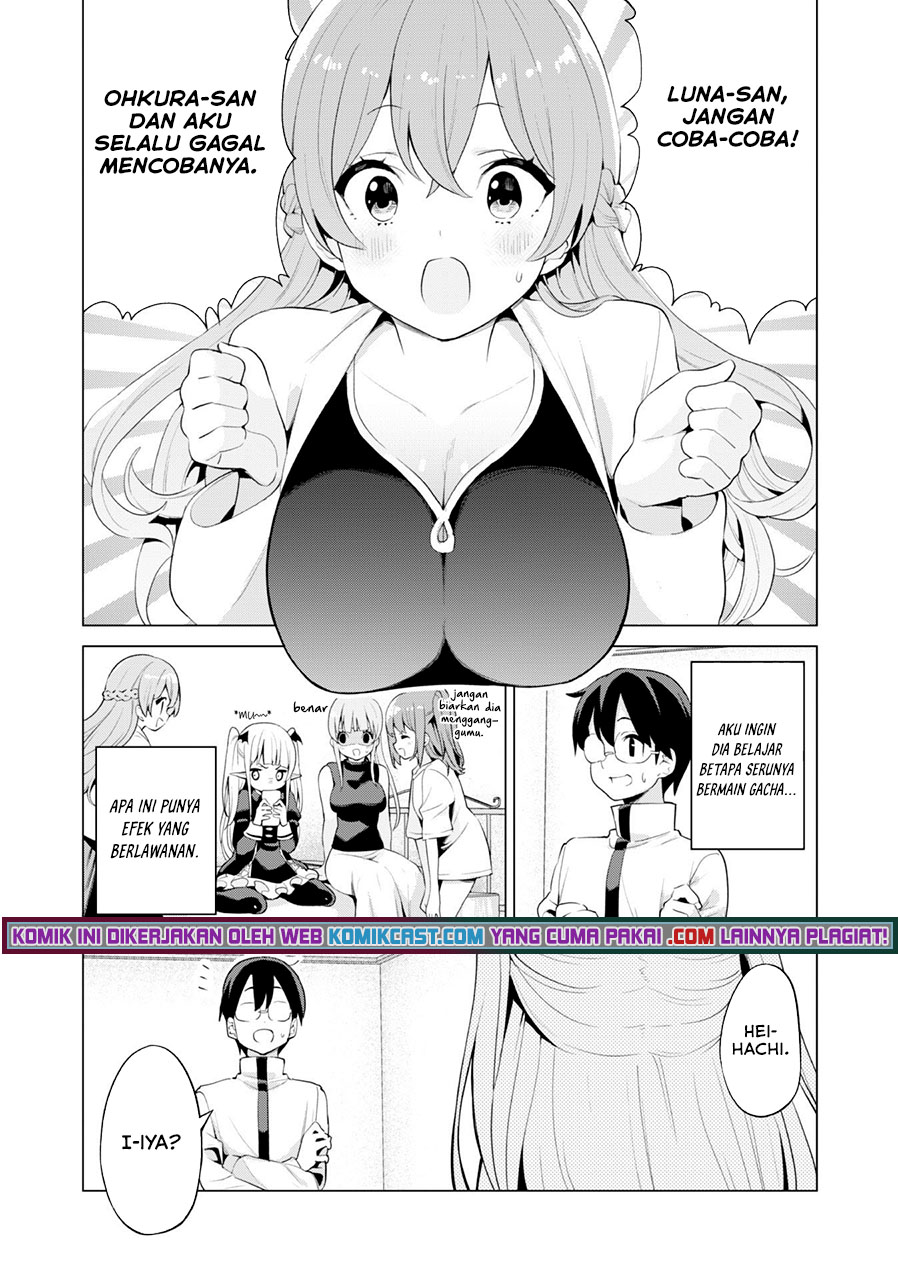 LUNA-SAN,
JANGAN
COBA-COBA!
OHKURA-SAN
DAN AKU
SELALU GAGAL
MENCOBANYA.
AKU INGIN
DIA BELAJAR
BETAPA SERUNYA
BERMAIN GACHA...
jangan
biarkan dia
menggang-
gumu.
benar
*MU~~*
APA INI PUNYA
EFEK YANG
BERLAWANAN.
KOMIK INI DIKERJAKAN OLEH WEB KOMIKCAST.COM YANG CUMA PAKAI .COM LAINNYA PLAGIAT!
HEI-
HACHI.
I-IYA?